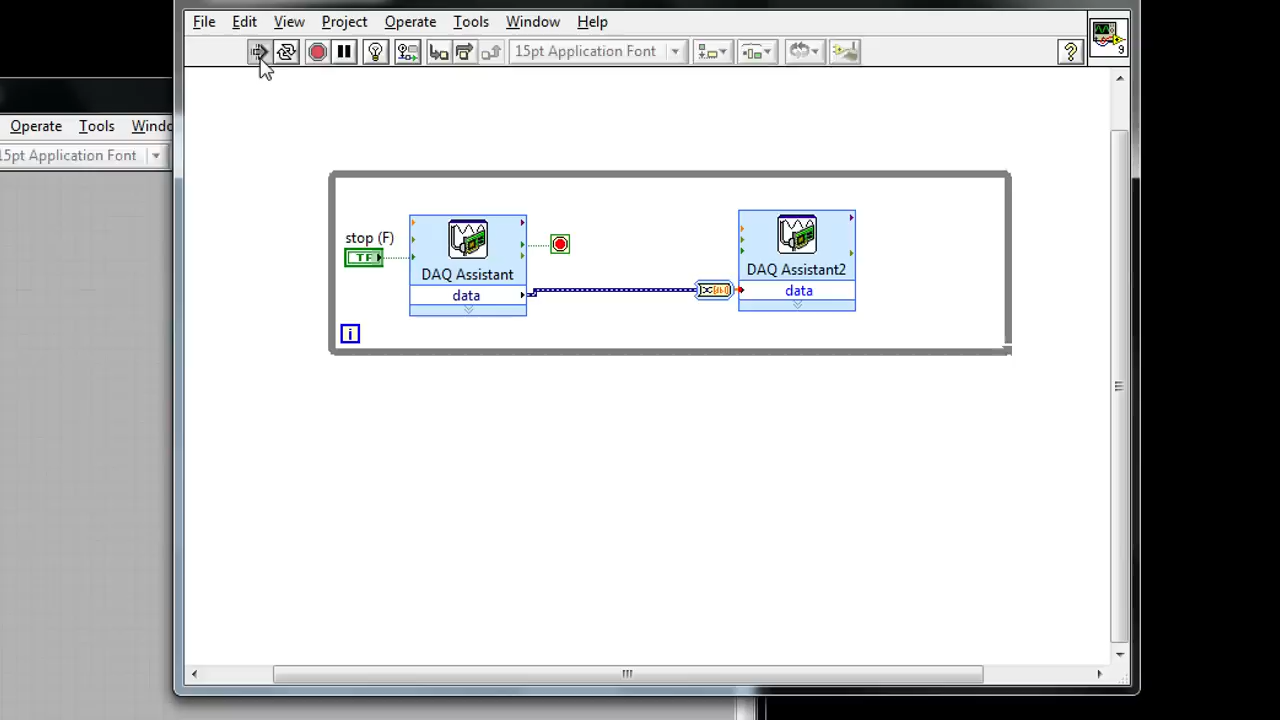 File Edit View Project Operate Tools Window Help
15pt Application Font
9
Operate Tools
15pt Application Font
stop (F)
TF
DAQ Assistant
data
DAQ Assistant2
data
i